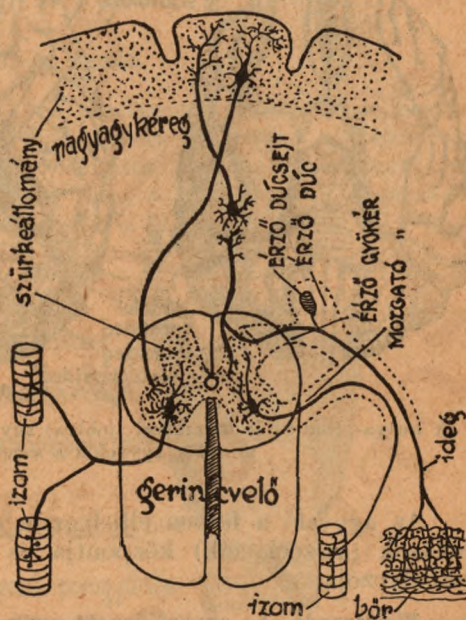 nagyagykéreg
szürkeállomány
ÉRZŐ DÚCSEJT
ÉRZŐ DÚC
ÉRZŐ GYÖKÉR
MOZGATÓ "
izom
gerincvelő
ideg
izom
bőr